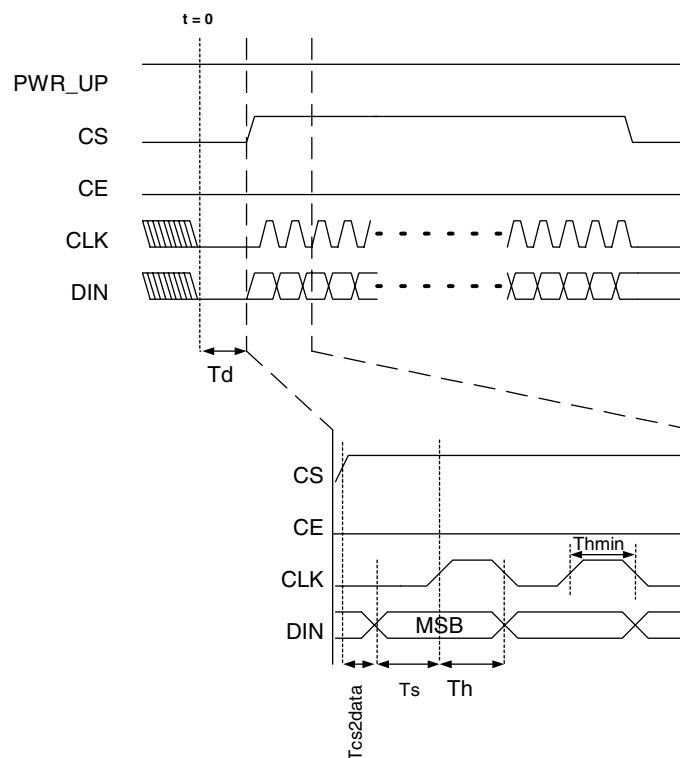 t = 0
PWR_UP
CS
CE
CLK
DIN
Td
CS
CE
Thmin
CLK
DIN
MSB
Tcs2data
Ts
Th